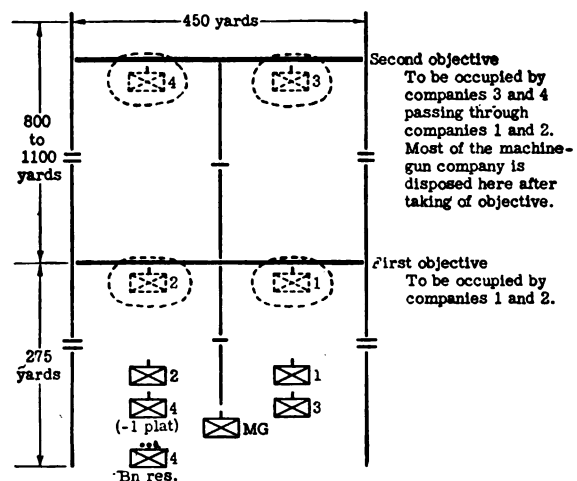 450 yards
4
3
Second objective
To be occupied by
companies 3 and 4
passing through
companies 1 and 2.
Most of the machine-
gun company is
disposed here after
taking of objective.
800
to
1100
yards
2
1
First objective
To be occupied by
companies 1 and 2.
275
yards
2
1
4
3
(-1 plat)
MG
4
Bn res.